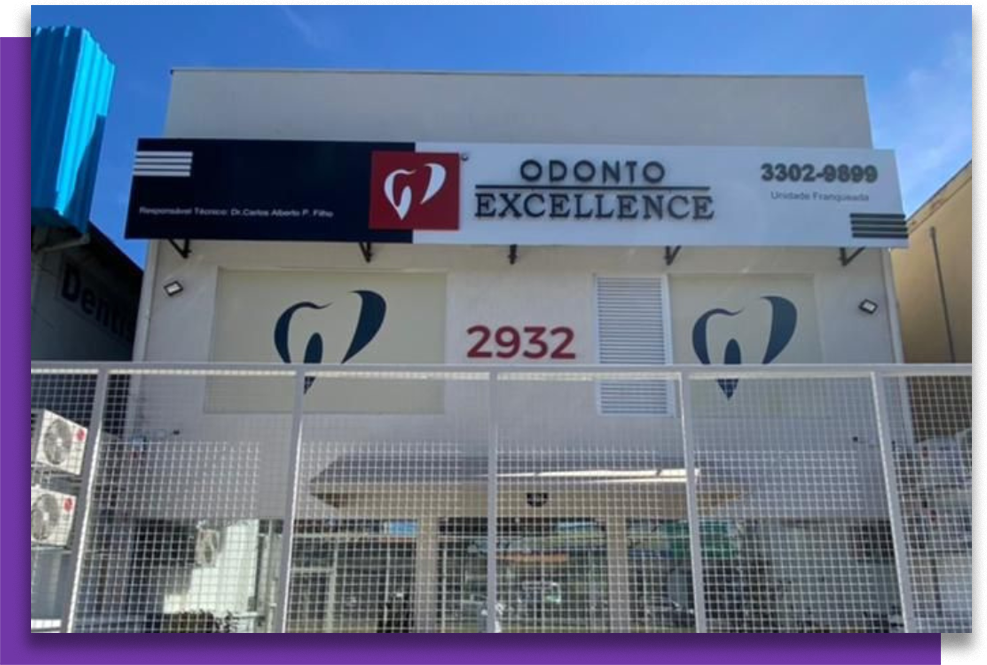 ODONTO
EXCELLENCE
3302-9899
Unidade Franqueada
Responsável Técnico: Dr.Carlos Alberto P. Filho
2932